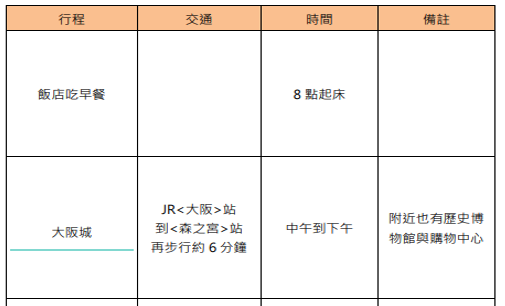 行程 交通 時間 備註
飯店吃早餐 8 點起床
大阪城
JR<大阪>站
到<森之宮>站
再步行約 6 分鐘
中午到下午
附近也有歷史博
物館與購物中心